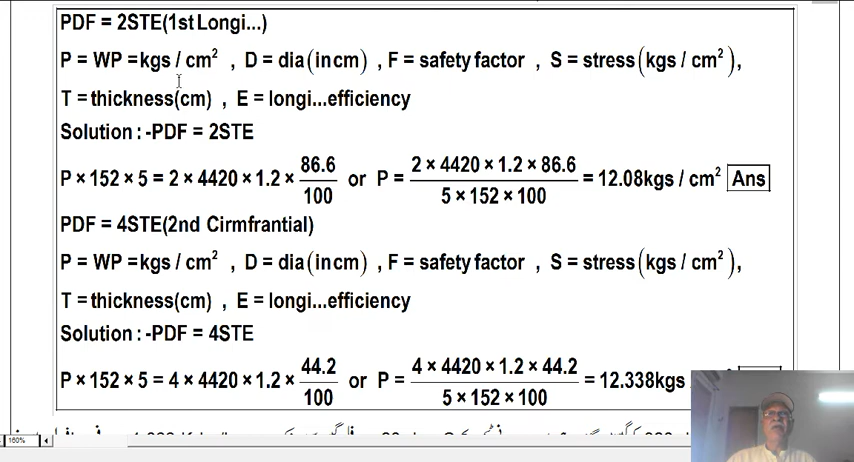 PDF = 2STE(1st Longi...)
P = WP =kgs / cm² , D = dia(in cm) , F = safety factor , S = stress(kgs / cm²),
T = thickness(cm) , E = longi...efficiency
Solution : -PDF = 2STE
P × 152 × 5 = 2 × 4420 × 1.2 × 86.6/100 or P = (2 × 4420 × 1.2 × 86.6)/(5 × 152 × 100) = 12.08kgs / cm² Ans
PDF = 4STE(2nd Cirmfrantial)
P = WP =kgs / cm² , D = dia(in cm) , F = safety factor , S = stress(kgs / cm²),
T = thickness(cm) , E = longi...efficiency
Solution : -PDF = 4STE
P × 152 × 5 = 4 × 4420 × 1.2 × 44.2/100 or P = (4 × 4420 × 1.2 × 44.2)/(5 × 152 × 100) = 12.338kgs
160%